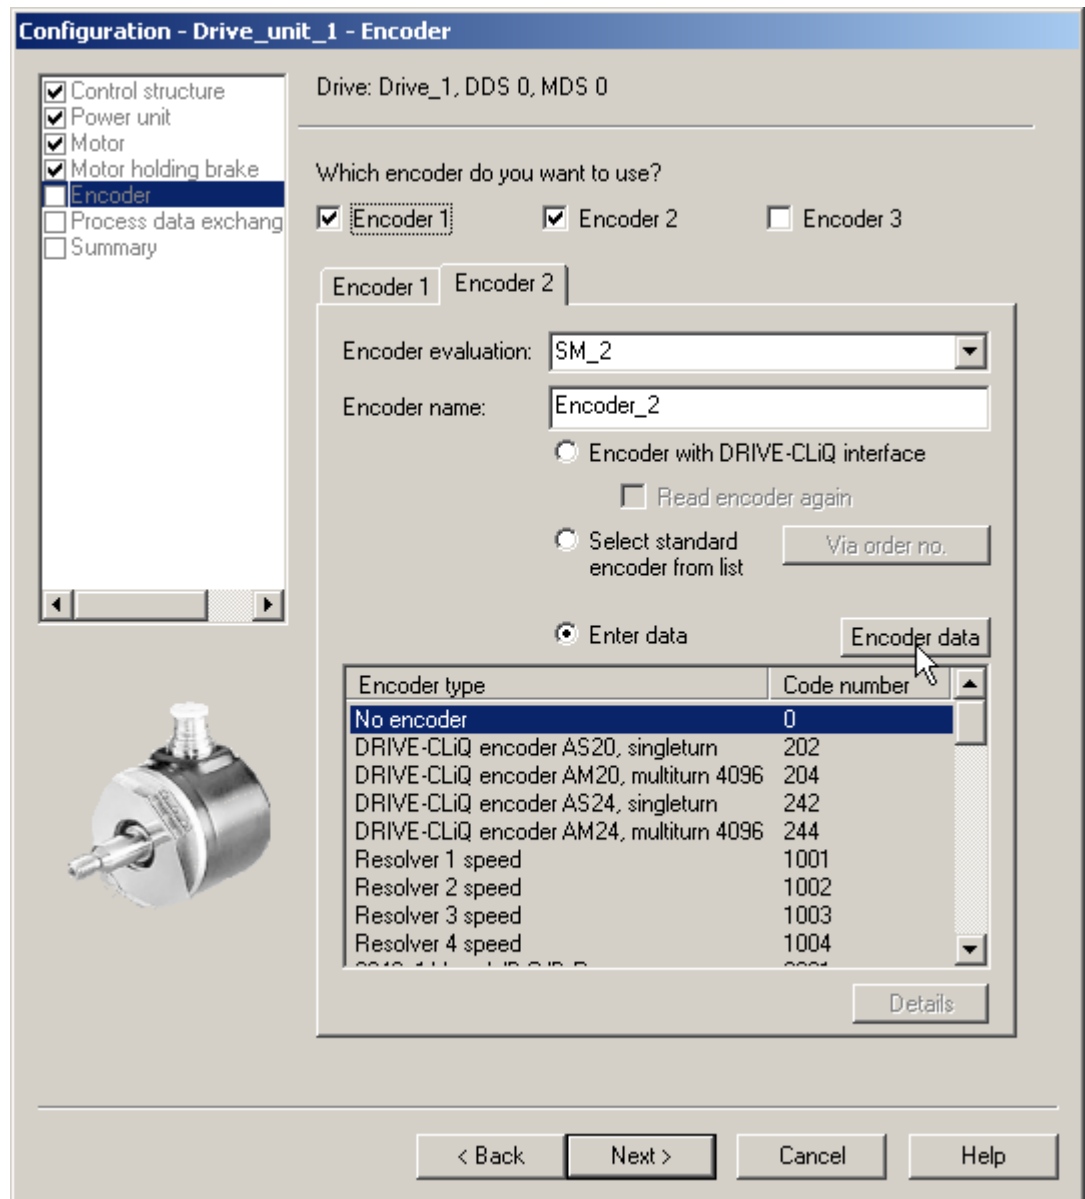 Configuration - Drive_unit_1 - Encoder
Control structure
Power unit
Motor
Motor holding brake
Encoder
Process data exchang
Summary
Drive: Drive_1, DDS 0, MDS 0
Which encoder do you want to use?
Encoder 1 Encoder 2 Encoder 3
Encoder 1 Encoder 2
Encoder evaluation: SM_2
Encoder name: Encoder_2
Encoder with DRIVE-CLiQ interface
Read encoder again
Select standard
encoder from list
Via order no.
Enter data Encoder data
Encoder type Code number
No encoder 0
DRIVE-CLiQ encoder AS20, singleturn 202
DRIVE-CLiQ encoder AM20, multiturn 4096 204
DRIVE-CLiQ encoder AS24, singleturn 242
DRIVE-CLiQ encoder AM24, multiturn 4096 244
Resolver 1 speed 1001
Resolver 2 speed 1002
Resolver 3 speed 1003
Resolver 4 speed 1004
Details
< Back Next > Cancel Help